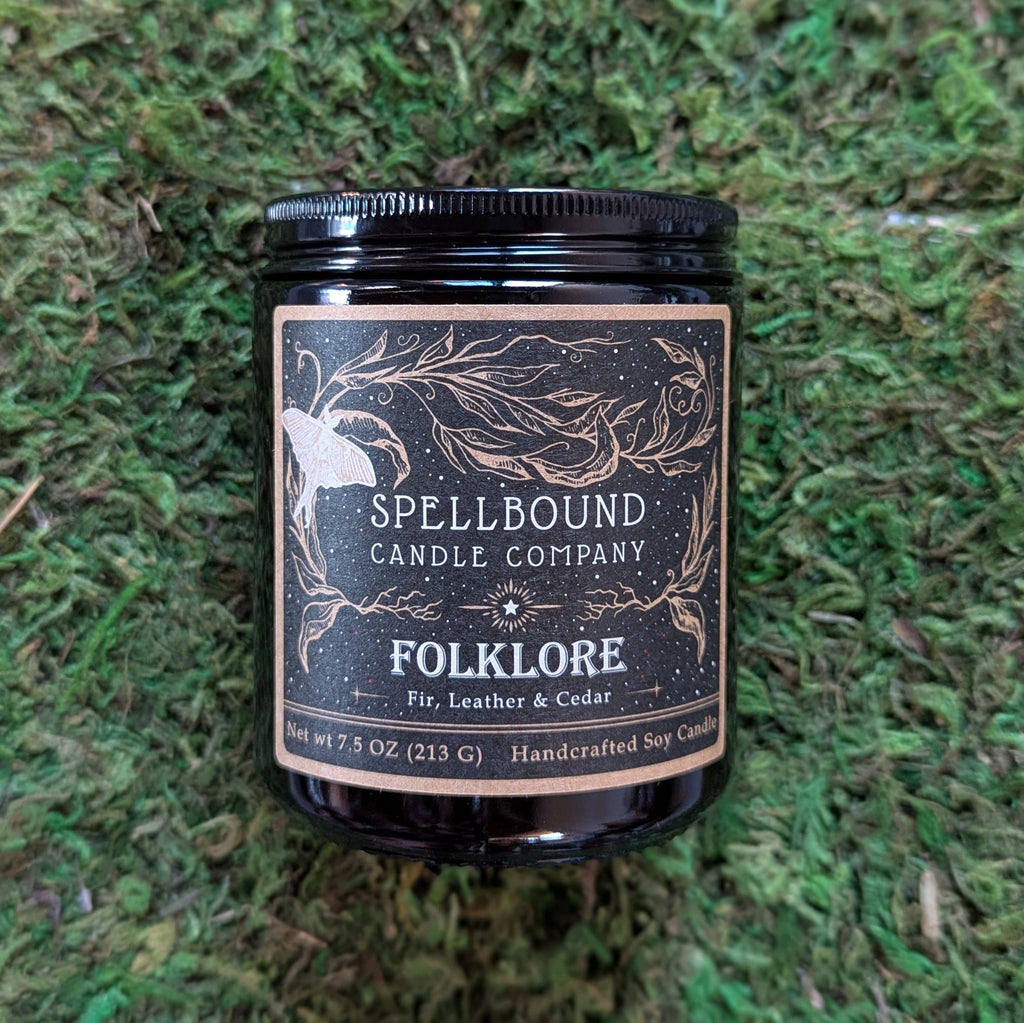 SPELLBOUND
CANDLE COMPANY
FOLKLORE
Fir, Leather & Cedar
Net wt 7.5 OZ (213 G) Handcrafted Soy Candle